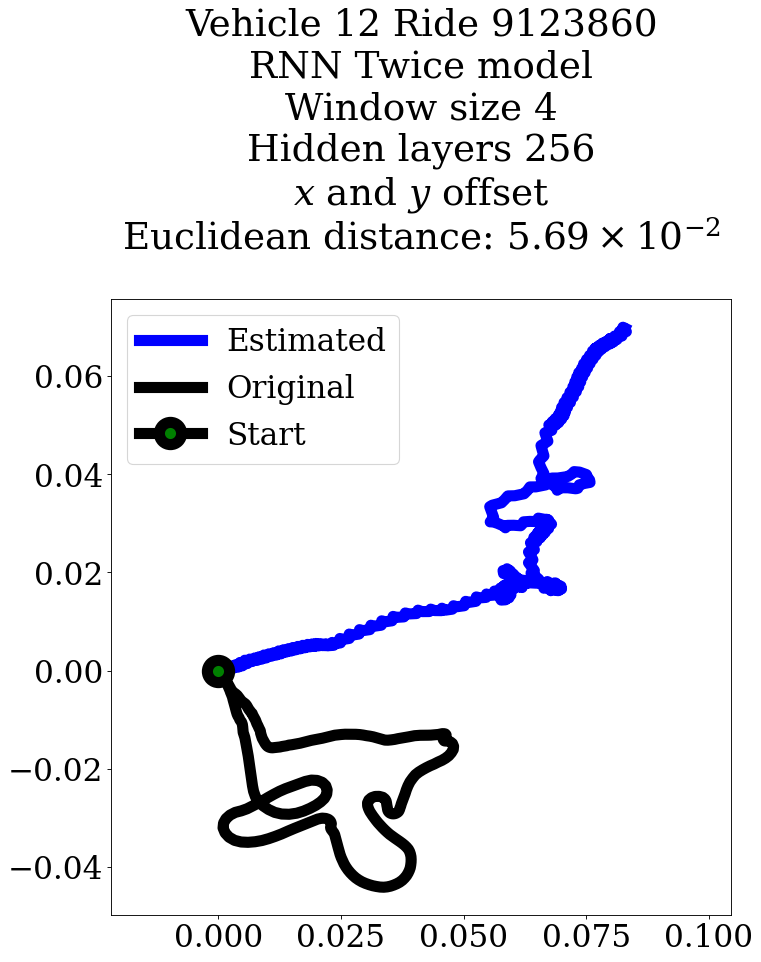 Vehicle 12 Ride 9123860
RNN Twice model
Window size 4
Hidden layers 256
x and y offset
Euclidean distance: 5.69 × 10⁻²
Estimated
Original
Start
0.06
0.04
0.02
0.00
−0.02
−0.04
0.000 0.025 0.050 0.075 0.100